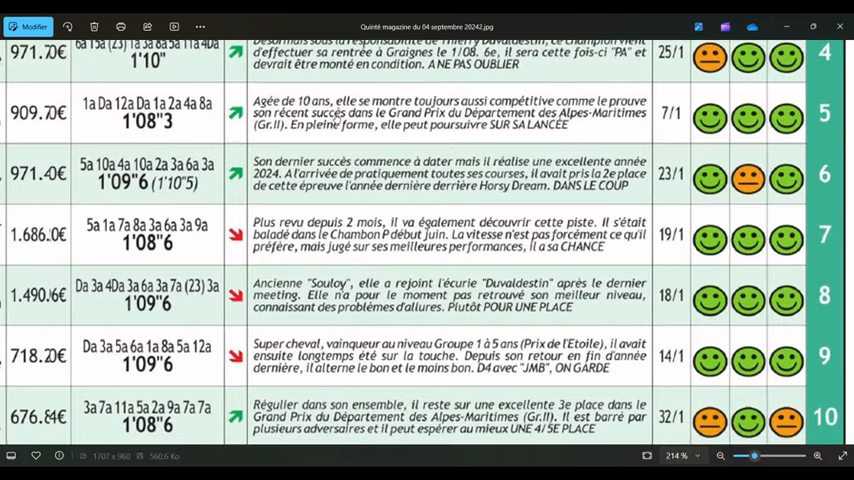 Modifier
Quinté magazine du 04 septembre 20242.jpg
971.70€ 6a 15a (23) 1a 3a 8a 5a 11a 4Da
1'10" Désormais sous la responsabilité de Thierry Duvaldestin, ce champion vient
d'effectuer sa rentrée à Graignes le 1/08. 6e, il sera cette fois-ci "PA" et
devrait être monté en condition. A NE PAS OUBLIER
25/1 4
909.70€ 1a Da 12a Da 1a 2a 4a 8a
1'08"3 Agée de 10 ans, elle se montre toujours aussi compétitive comme le prouve
son récent succès dans le Grand Prix du Département des Alpes-Maritimes
(Gr.II). En pleine forme, elle peut poursuivre SUR SA LANCÉE
7/1 5
971.40€ 5a 10a 4a 10a 2a 3a 6a 3a
1'09"6 (1'10"5) Son dernier succès commence à dater mais il réalise une excellente année
2024. A l'arrivée de pratiquement toutes ses courses, il avait pris la 2e place
de cette épreuve l'année dernière derrière Horsy Dream. DANS LE COUP
23/1 6
1.686.0€ 5a 1a 7a 8a 3a 6a 3a 9a
1'08"6 Plus revu depuis 2 mois, il va également découvrir cette piste. Il s'était
baladé dans le Chambon P début juin. La vitesse n'est pas forcément ce qu'il
préfère, mais jugé sur ses meilleures performances, il a sa CHANCE
19/1 7
1.490.6€ Da 3a 4Da 3a 6a 3a 7a (23) 3a
1'09"6 Ancienne "Souloy", elle a rejoint l'écurie "Duvaldestin" après le dernier
meeting. Elle n'a pour le moment pas retrouvé son meilleur niveau,
connaissant des problèmes d'allures. Plutôt POUR UNE PLACE
18/1 8
718.20€ Da 3a 5a 6a 1a 8a 5a 12a
1'09"6 Super cheval, vainqueur au niveau Groupe 1 à 5 ans (Prix de l'Etoile), il avait
ensuite longtemps été sur la touche. Depuis son retour en fin d'année
dernière, il alterne le bon et le moins bon. D4 avec "JMB", ON GARDE
14/1 9
676.84€ 3a 7a 11a 5a 2a 9a 7a 7a
1'08"6 Régulier dans son ensemble, il reste sur une excellente 3e place dans le
Grand Prix du Département des Alpes-Maritimes (Gr.II). Il est barré par
plusieurs adversaires et il peut espérer au mieux UNE 4/5E PLACE
32/1 10
1707 x 960 560.6 Ko 214 %